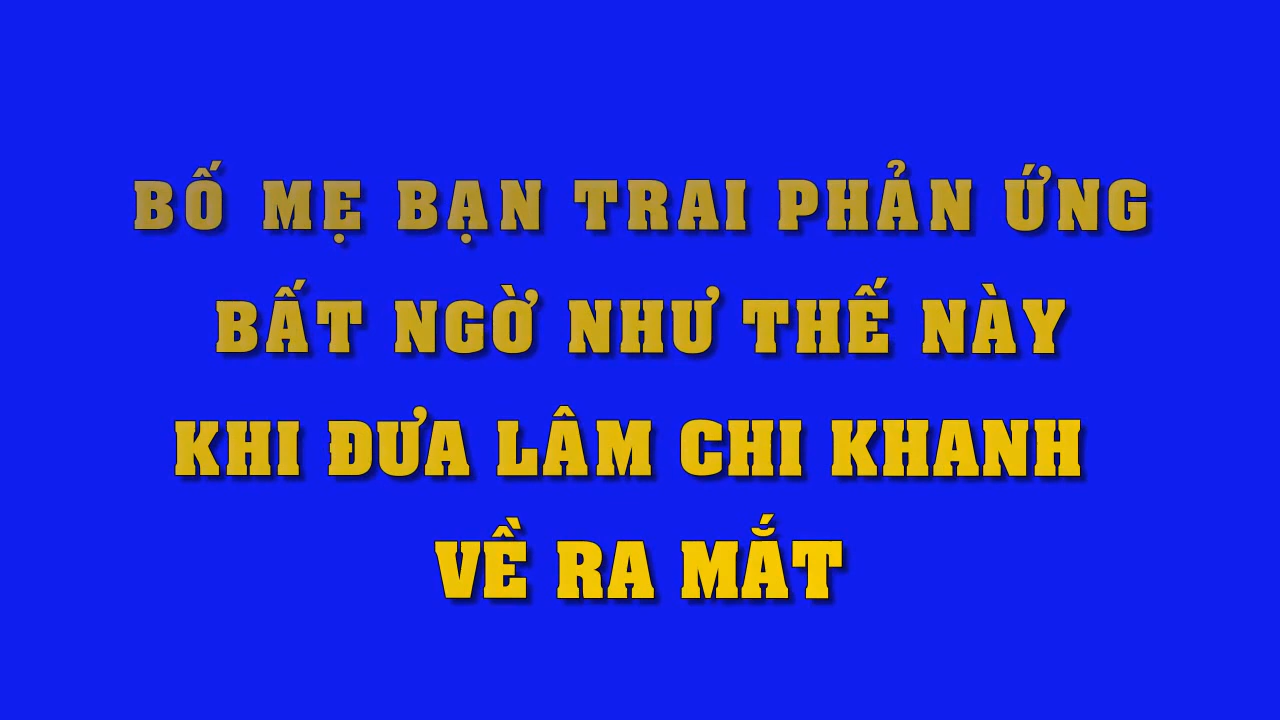 BỐ MẸ BẠN TRAI PHẢN ỨNG
BẤT NGỜ NHƯ THẾ NÀY
KHI ĐƯA LÂM CHI KHANH
VỀ RA MẮT